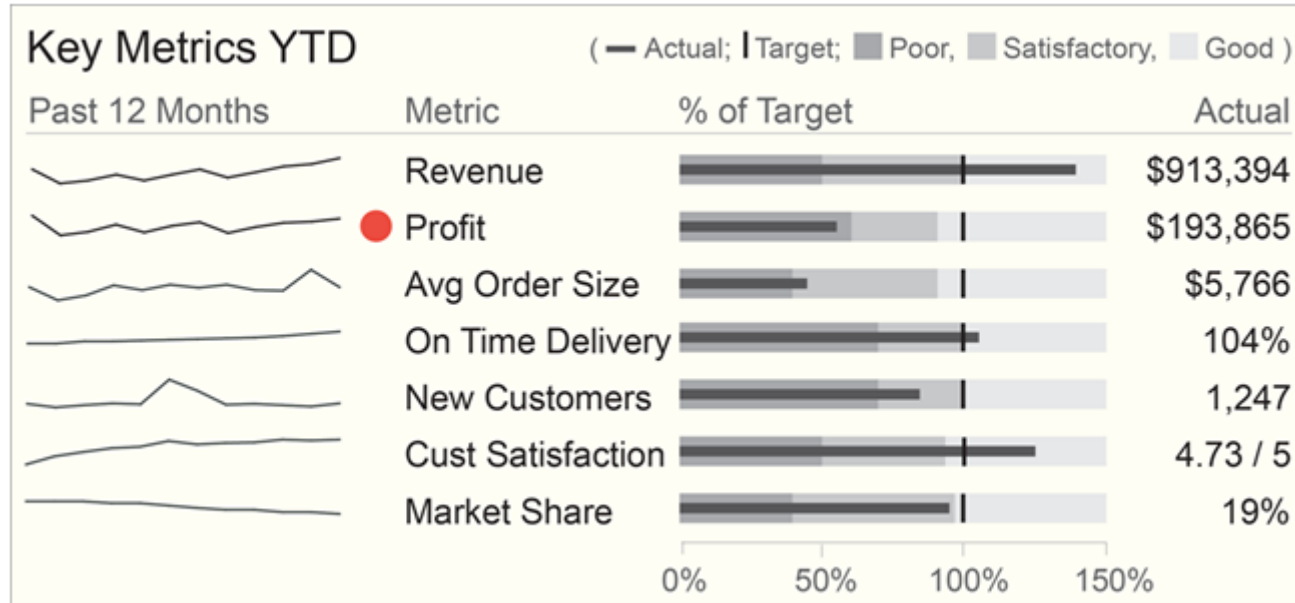 Key Metrics YTD ( Actual; Target; Poor, Satisfactory, Good )
Past 12 Months Metric % of Target Actual
Revenue $913,394
Profit $193,865
Avg Order Size $5,766
On Time Delivery 104%
New Customers 1,247
Cust Satisfaction 4.73 / 5
Market Share 19%
0% 50% 100% 150%